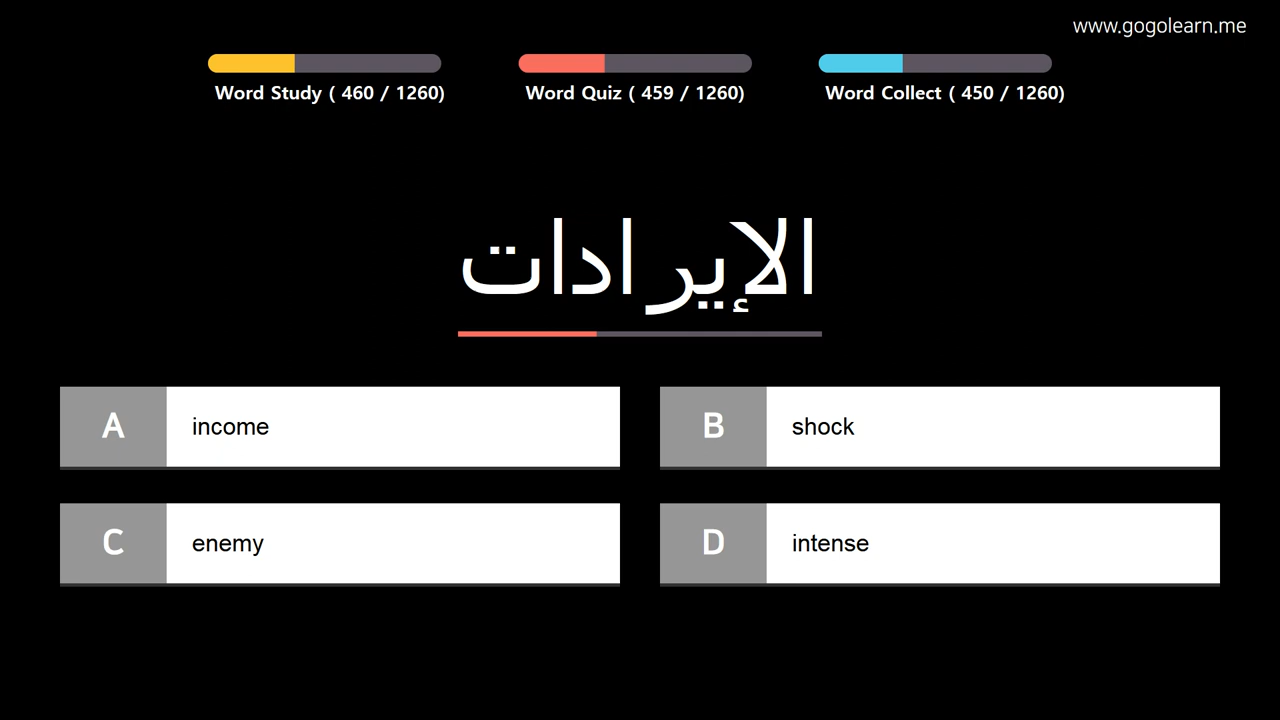 www.gogolearn.me
Word Study ( 460 / 1260)
Word Quiz ( 459 / 1260)
Word Collect ( 450 / 1260)
الإيرادات
A income
B shock
C enemy
D intense